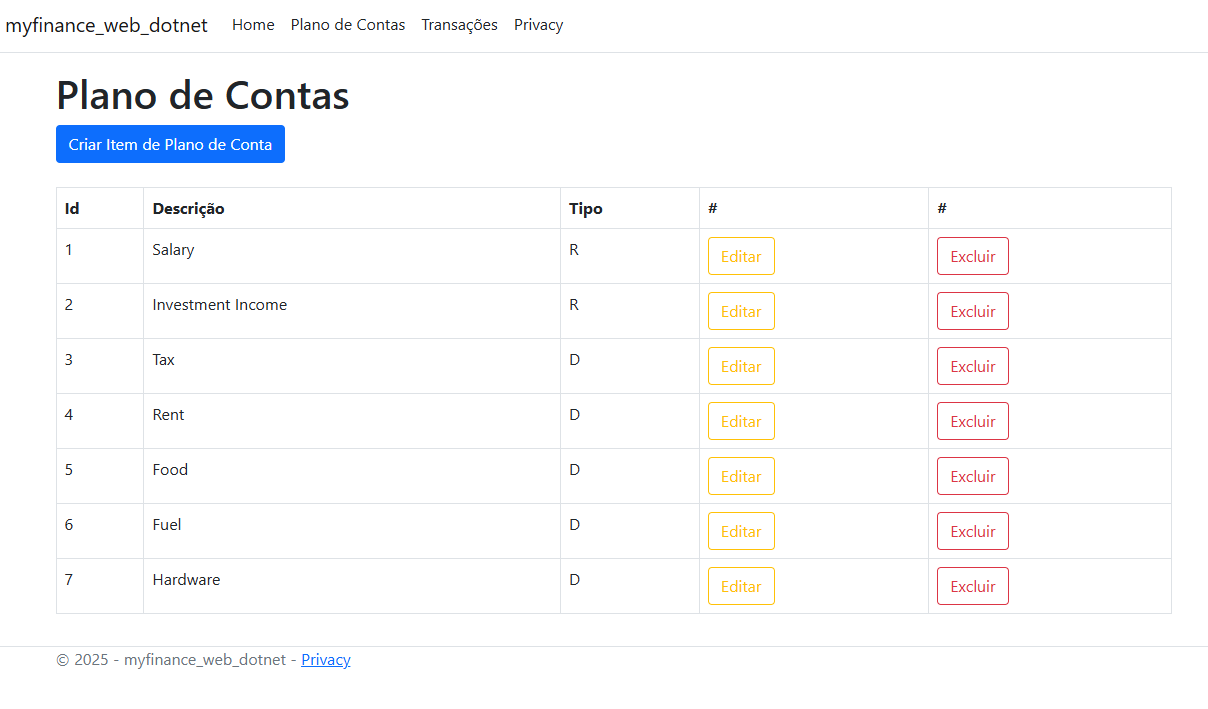 myfinance_web_dotnet Home Plano de Contas Transações Privacy
Plano de Contas
Criar Item de Plano de Conta
Id Descrição Tipo # #
1 Salary R Editar Excluir
2 Investment Income R Editar Excluir
3 Tax D Editar Excluir
4 Rent D Editar Excluir
5 Food D Editar Excluir
6 Fuel D Editar Excluir
7 Hardware D Editar Excluir
© 2025 - myfinance_web_dotnet - Privacy